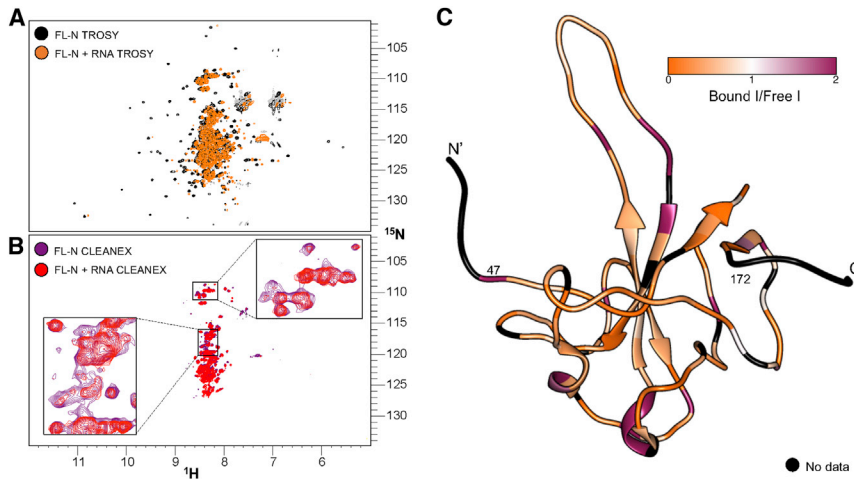 A
FL-N TROSY
FL-N + RNA TROSY
105
110
115
120
125
130
15N
B
FL-N CLEANEX
FL-N + RNA CLEANEX
105
110
115
120
125
130
11
10
9
8
7
6
1H
C
0
1
2
Bound I/Free I
N'
47
172
C
No data